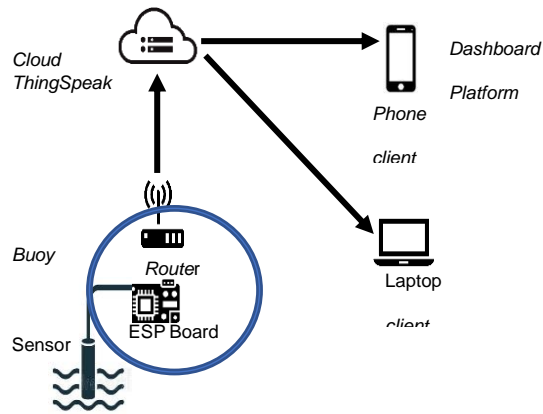 Cloud
ThingSpeak
Dashboard
Platform
Phone
client
Buoy
Router
ESP Board
Laptop
client
Sensor